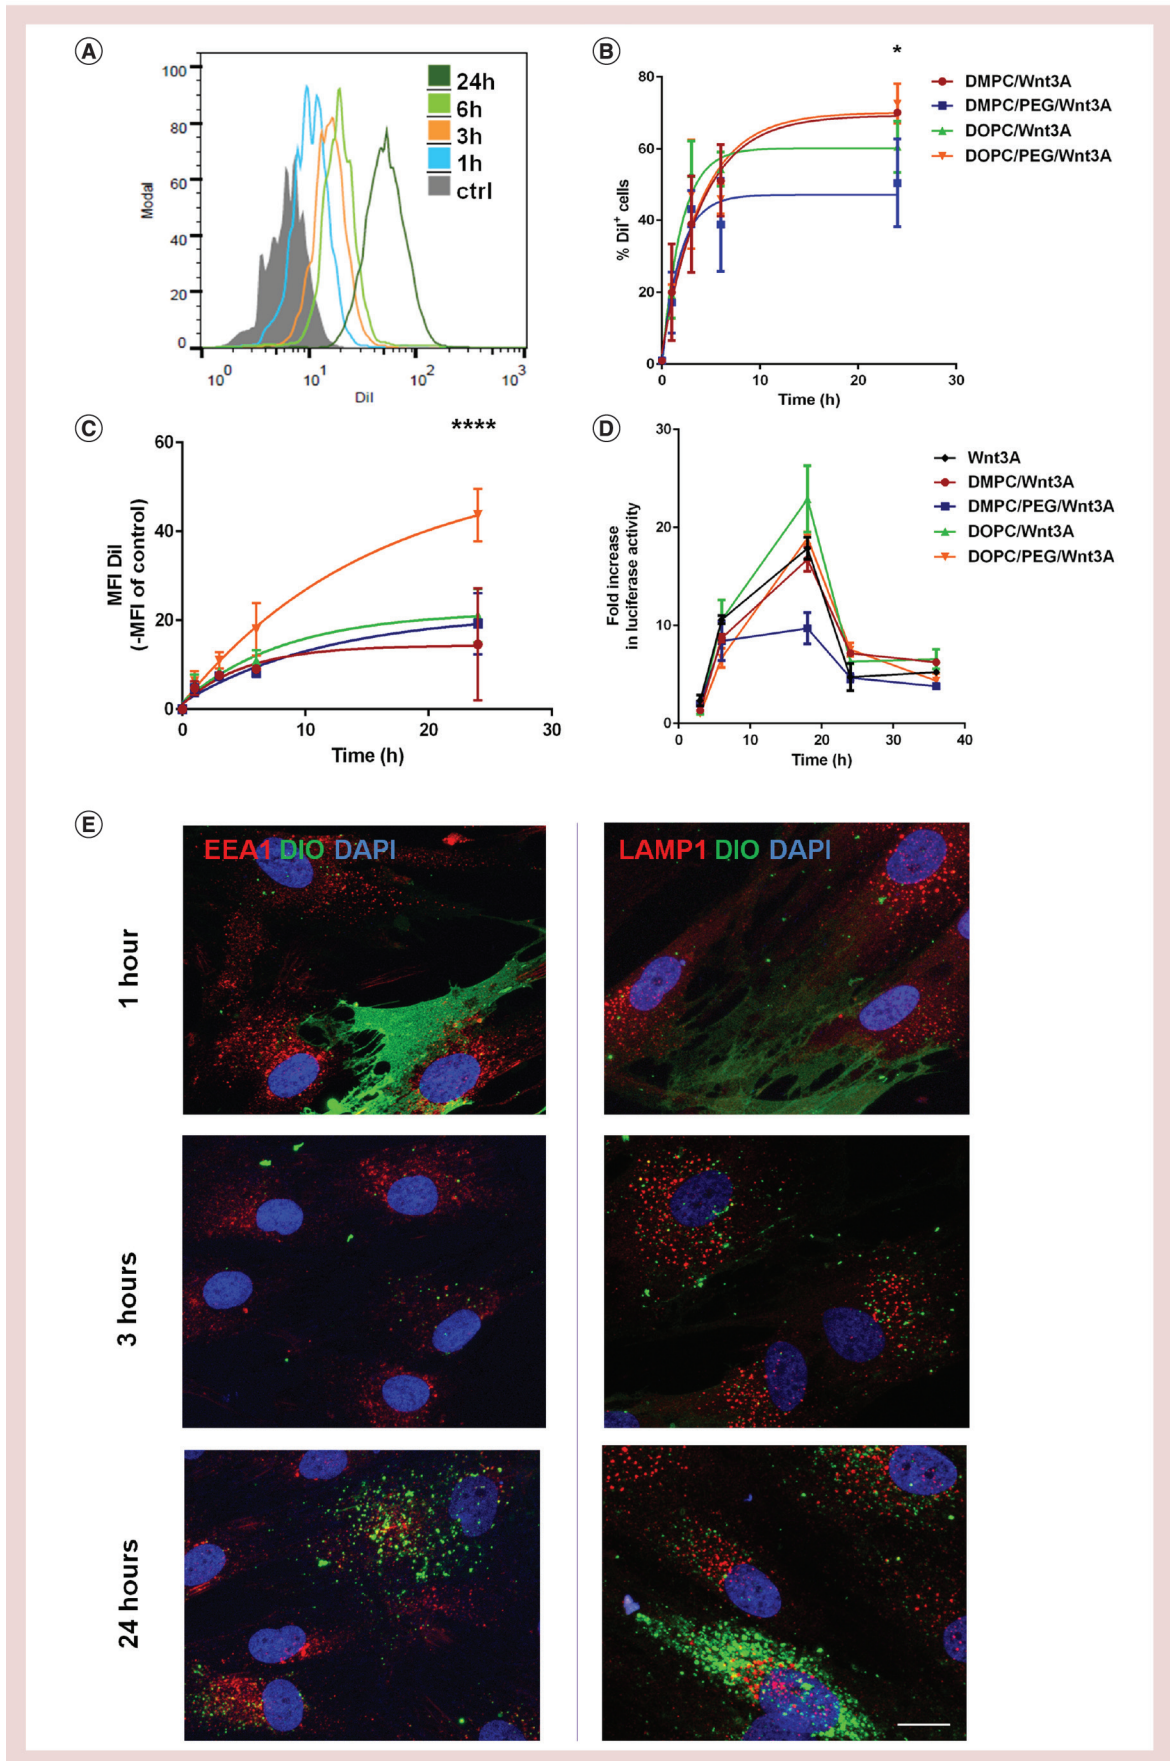 A
100
80
60
40
20
0
Modal
10^0
10^1
10^2
10^3
DiI
24h
6h
3h
1h
ctrl
B
*
80
60
40
20
0
% DiI+ cells
0
10
20
30
Time (h)
DMPC/Wnt3A
DMPC/PEG/Wnt3A
DOPC/Wnt3A
DOPC/PEG/Wnt3A
C
****
60
40
20
0
MFI DiI
(-MFI of control)
0
10
20
30
Time (h)
D
30
20
10
0
Fold increase
in luciferase activity
0
10
20
30
40
Time (h)
Wnt3A
DMPC/Wnt3A
DMPC/PEG/Wnt3A
DOPC/Wnt3A
DOPC/PEG/Wnt3A
E
EEA1 DIO DAPI
LAMP1 DIO DAPI
1 hour
3 hours
24 hours